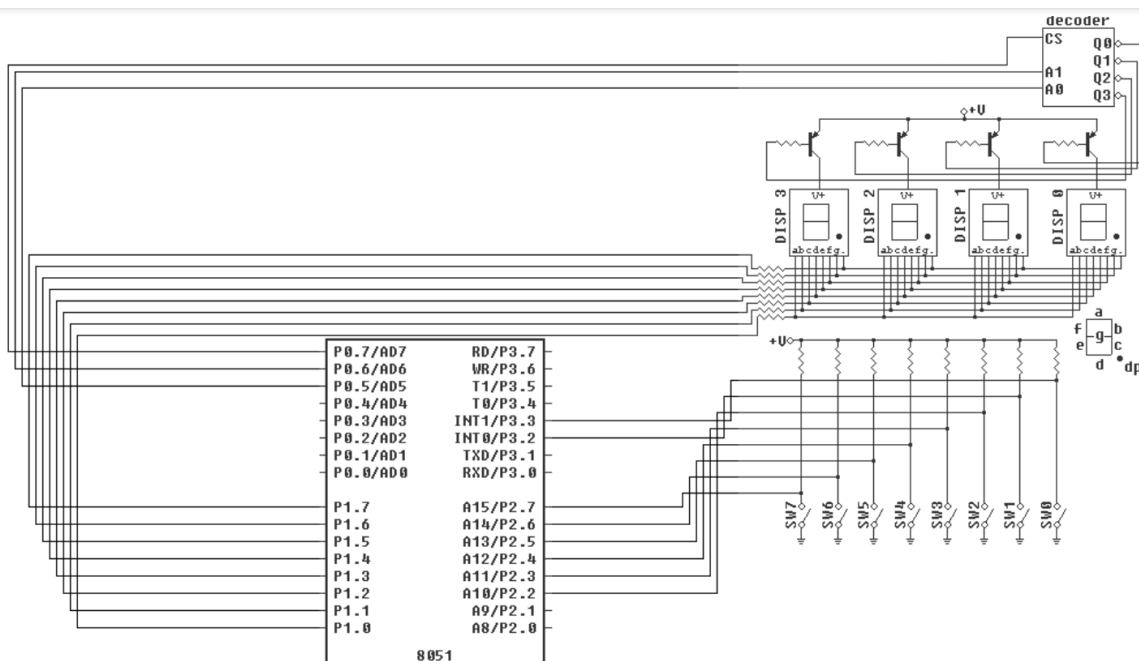 decoder
CS Q0
Q1
A1 Q2
A0 Q3
+V
DISP 3 V+ DISP 2 V+ DISP 1 V+ DISP 0 V+
abcdefg. abcdefg. abcdefg. abcdefg.
a
f b
g
e c
d dp
+V
P0.7/AD7 RD/P3.7
P0.6/AD6 WR/P3.6
P0.5/AD5 T1/P3.5
P0.4/AD4 T0/P3.4
P0.3/AD3 INT1/P3.3
P0.2/AD2 INT0/P3.2
P0.1/AD1 TXD/P3.1
P0.0/AD0 RXD/P3.0
P1.7 A15/P2.7
P1.6 A14/P2.6
P1.5 A13/P2.5
P1.4 A12/P2.4
P1.3 A11/P2.3
P1.2 A10/P2.2
P1.1 A9/P2.1
P1.0 A8/P2.0
8051
SW7 SW6 SW5 SW4 SW3 SW2 SW1 SW0